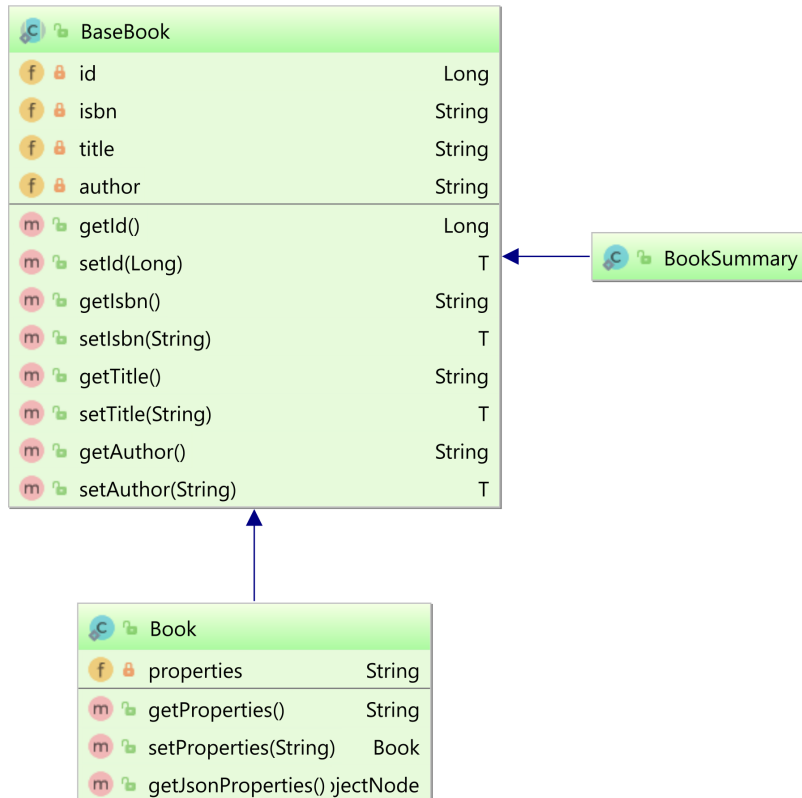 BaseBook
id Long
isbn String
title String
author String
getId() Long
setId(Long) T
getIsbn() String
setIsbn(String) T
getTitle() String
setTitle(String) T
getAuthor() String
setAuthor(String) T
BookSummary
Book
properties String
getProperties() String
setProperties(String) Book
getJsonProperties()